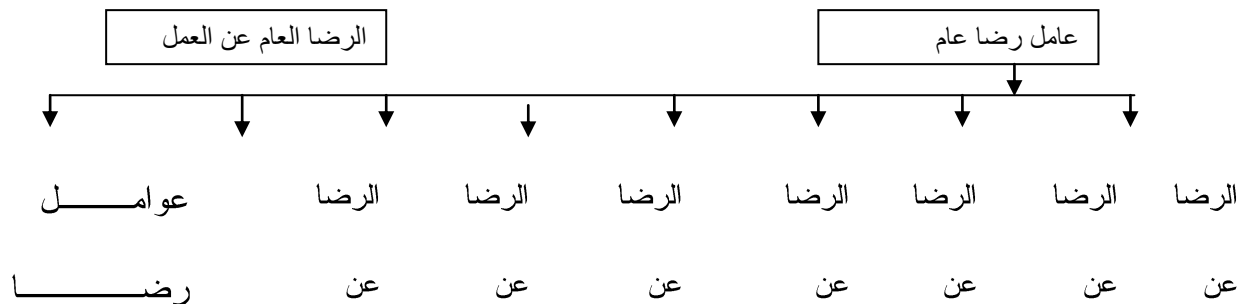 عامل رضا عام
الرضا العام عن العمل
الرضا الرضا الرضا الرضا الرضا الرضا الرضا عوامــــل
عن عن عن عن عن عن عن رضـــــــا